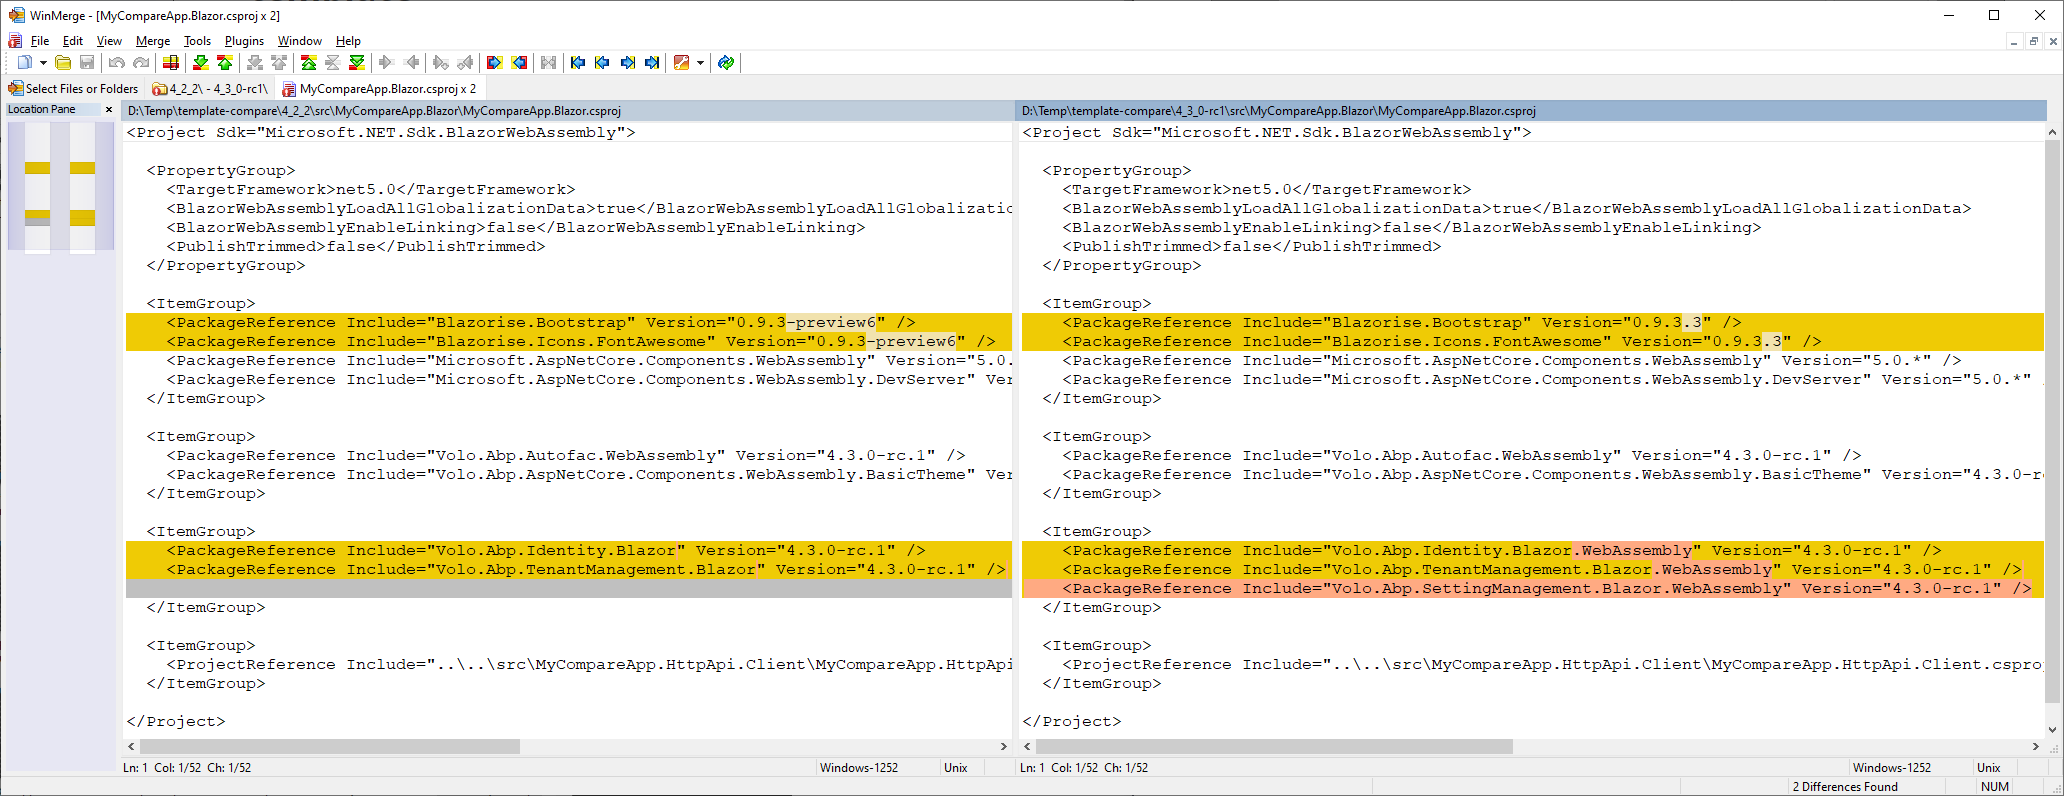 WinMerge - [MyCompareApp.Blazor.csproj x 2]
File Edit View Merge Tools Plugins Window Help
Select Files or Folders 4_2_2\ - 4_3_0-rc1\ MyCompareApp.Blazor.csproj x 2
Location Pane x
D:\Temp\template-compare\4_2_2\src\MyCompareApp.Blazor\MyCompareApp.Blazor.csproj
<Project Sdk="Microsoft.NET.Sdk.BlazorWebAssembly">
<PropertyGroup>
<TargetFramework>net5.0</TargetFramework>
<BlazorWebAssemblyLoadAllGlobalizationData>true</BlazorWebAssemblyLoadAllGlobalizatio
<BlazorWebAssemblyEnableLinking>false</BlazorWebAssemblyEnableLinking>
<PublishTrimmed>false</PublishTrimmed>
</PropertyGroup>
<ItemGroup>
<PackageReference Include="Blazorise.Bootstrap" Version="0.9.3-preview6" />
<PackageReference Include="Blazorise.Icons.FontAwesome" Version="0.9.3-preview6" />
<PackageReference Include="Microsoft.AspNetCore.Components.WebAssembly" Version="5.0.
<PackageReference Include="Microsoft.AspNetCore.Components.WebAssembly.DevServer" Ver
</ItemGroup>
<ItemGroup>
<PackageReference Include="Volo.Abp.Autofac.WebAssembly" Version="4.3.0-rc.1" />
<PackageReference Include="Volo.Abp.AspNetCore.Components.WebAssembly.BasicTheme" Ver
</ItemGroup>
<ItemGroup>
<PackageReference Include="Volo.Abp.Identity.Blazor" Version="4.3.0-rc.1" />
<PackageReference Include="Volo.Abp.TenantManagement.Blazor" Version="4.3.0-rc.1" />
</ItemGroup>
<ItemGroup>
<ProjectReference Include="..\..\src\MyCompareApp.HttpApi.Client\MyCompareApp.HttpApi
</ItemGroup>
</Project>
Ln: 1 Col: 1/52 Ch: 1/52 Windows-1252 Unix
D:\Temp\template-compare\4_3_0-rc1\src\MyCompareApp.Blazor\MyCompareApp.Blazor.csproj
<Project Sdk="Microsoft.NET.Sdk.BlazorWebAssembly">
<PropertyGroup>
<TargetFramework>net5.0</TargetFramework>
<BlazorWebAssemblyLoadAllGlobalizationData>true</BlazorWebAssemblyLoadAllGlobalizationData>
<BlazorWebAssemblyEnableLinking>false</BlazorWebAssemblyEnableLinking>
<PublishTrimmed>false</PublishTrimmed>
</PropertyGroup>
<ItemGroup>
<PackageReference Include="Blazorise.Bootstrap" Version="0.9.3.3" />
<PackageReference Include="Blazorise.Icons.FontAwesome" Version="0.9.3.3" />
<PackageReference Include="Microsoft.AspNetCore.Components.WebAssembly" Version="5.0.*" />
<PackageReference Include="Microsoft.AspNetCore.Components.WebAssembly.DevServer" Version="5.0.*" /
</ItemGroup>
<ItemGroup>
<PackageReference Include="Volo.Abp.Autofac.WebAssembly" Version="4.3.0-rc.1" />
<PackageReference Include="Volo.Abp.AspNetCore.Components.WebAssembly.BasicTheme" Version="4.3.0-r
</ItemGroup>
<ItemGroup>
<PackageReference Include="Volo.Abp.Identity.Blazor.WebAssembly" Version="4.3.0-rc.1" />
<PackageReference Include="Volo.Abp.TenantManagement.Blazor.WebAssembly" Version="4.3.0-rc.1" />
<PackageReference Include="Volo.Abp.SettingManagement.Blazor.WebAssembly" Version="4.3.0-rc.1" />
</ItemGroup>
<ItemGroup>
<ProjectReference Include="..\..\src\MyCompareApp.HttpApi.Client\MyCompareApp.HttpApi.Client.cspro
</ItemGroup>
</Project>
Ln: 1 Col: 1/52 Ch: 1/52 Windows-1252 Unix
2 Differences Found NUM